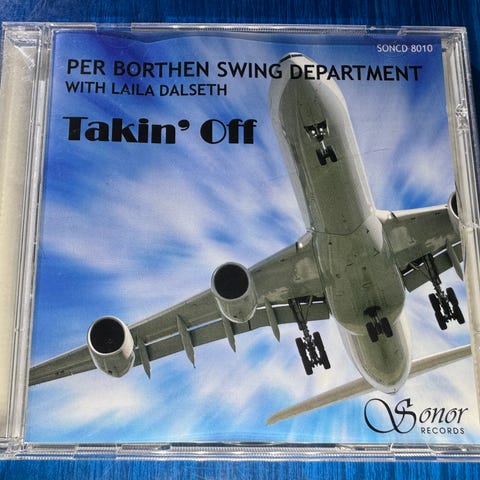 SONCD 8010
PER BORTHEN SWING DEPARTMENT
WITH LAILA DALSETH
Takin' Off
Sonor
RECORDS